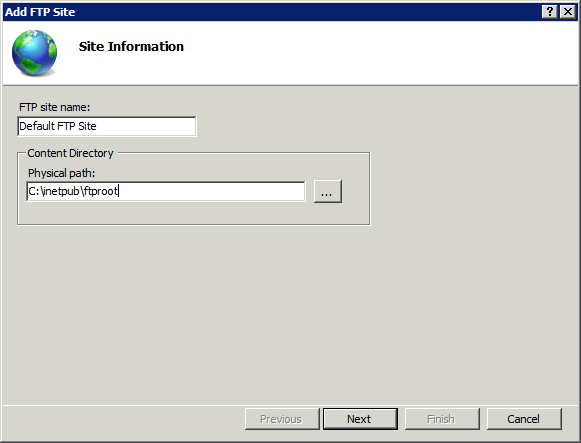 Add FTP Site
Site Information
FTP site name:
Default FTP Site
Content Directory
Physical path:
C:\inetpub\ftproot
...
Previous
Next
Finish
Cancel